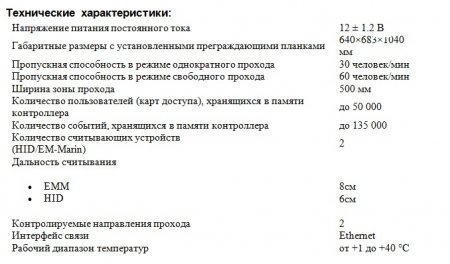 Технические характеристики:
Напряжение питания постоянного тока 12 ± 1.2 В
Габаритные размеры с установленными преграждающими планками 640×683×1040 мм
Пропускная способность в режиме однократного прохода 30 человек/мин
Пропускная способность в режиме свободного прохода 60 человек/мин
Ширина зоны прохода 500 мм
Количество пользователей (карт доступа), хранящихся в памяти
контроллера до 50 000
Количество событий, хранящихся в памяти контроллера до 135 000
Количество считывающих устройств
(HID/EM-Marin) 2
Дальность считывания
• EMM 8см
• HID 6см
Контролируемые направления прохода 2
Интерфейс связи Ethernet
Рабочий диапазон температур от +1 до +40 °С